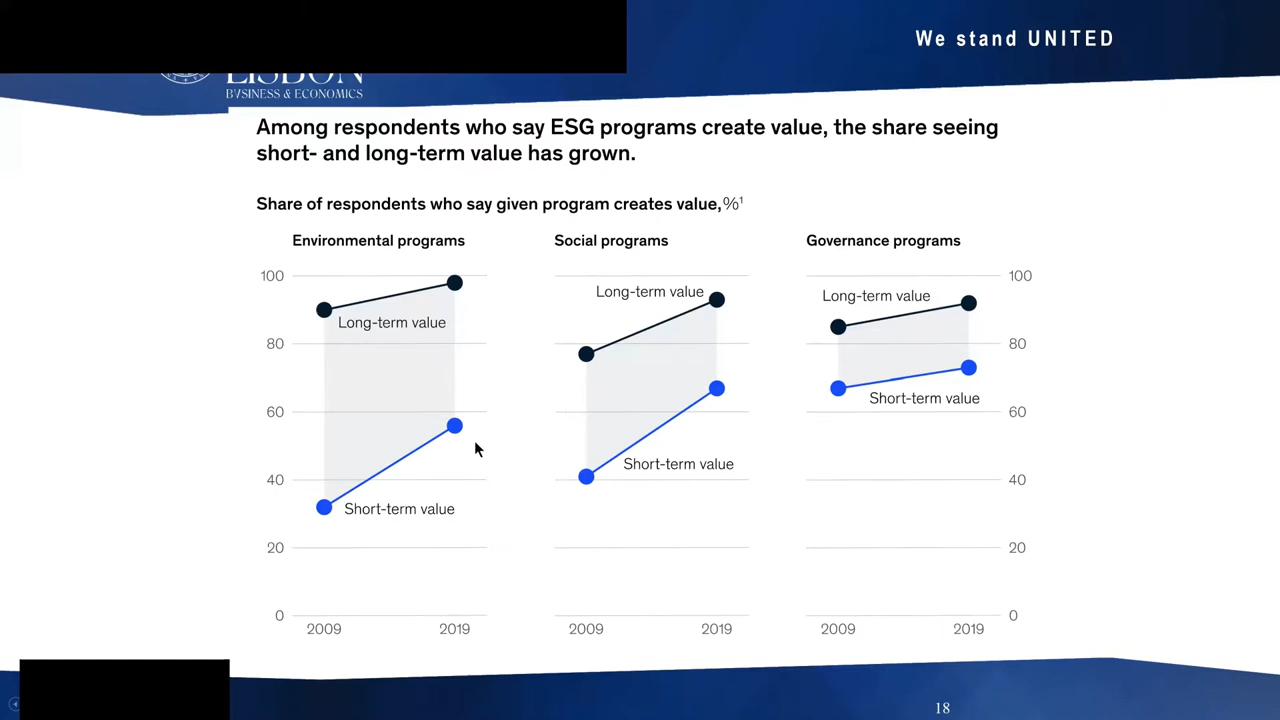 We stand UNITED
LISBON
BUSINESS & ECONOMICS
Among respondents who say ESG programs create value, the share seeing
short- and long-term value has grown.
Share of respondents who say given program creates value,%¹
Environmental programs
Social programs
Governance programs
100
80
60
40
20
0
Long-term value
Short-term value
2009
2019
Long-term value
Short-term value
2009
2019
Long-term value
Short-term value
2009
2019
100
80
60
40
20
0
18